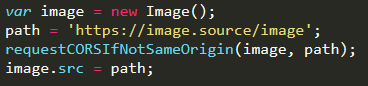 var image = new Image();
path = 'https://image.source/image';
requestCORSIfNotSameOrigin(image, path);
image.src = path;